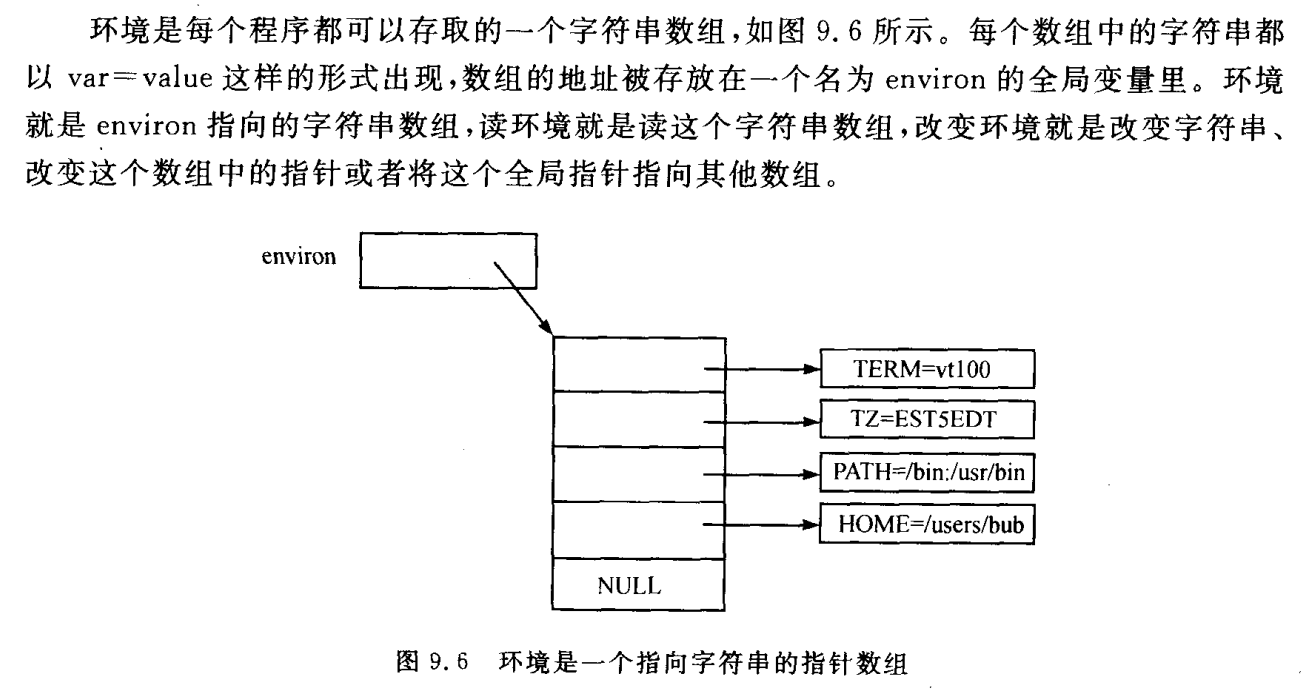 环境是每个程序都可以存取的一个字符串数组,如图 9.6 所示。每个数组中的字符串都
以 var=value 这样的形式出现,数组的地址被存放在一个名为 environ 的全局变量里。环境
就是 environ 指向的字符串数组,读环境就是读这个字符串数组,改变环境就是改变字符串、
改变这个数组中的指针或者将这个全局指针指向其他数组。
environ
TERM=vt100
TZ=EST5EDT
PATH=/bin:/usr/bin
HOME=/users/bub
NULL
图 9.6 环境是一个指向字符串的指针数组